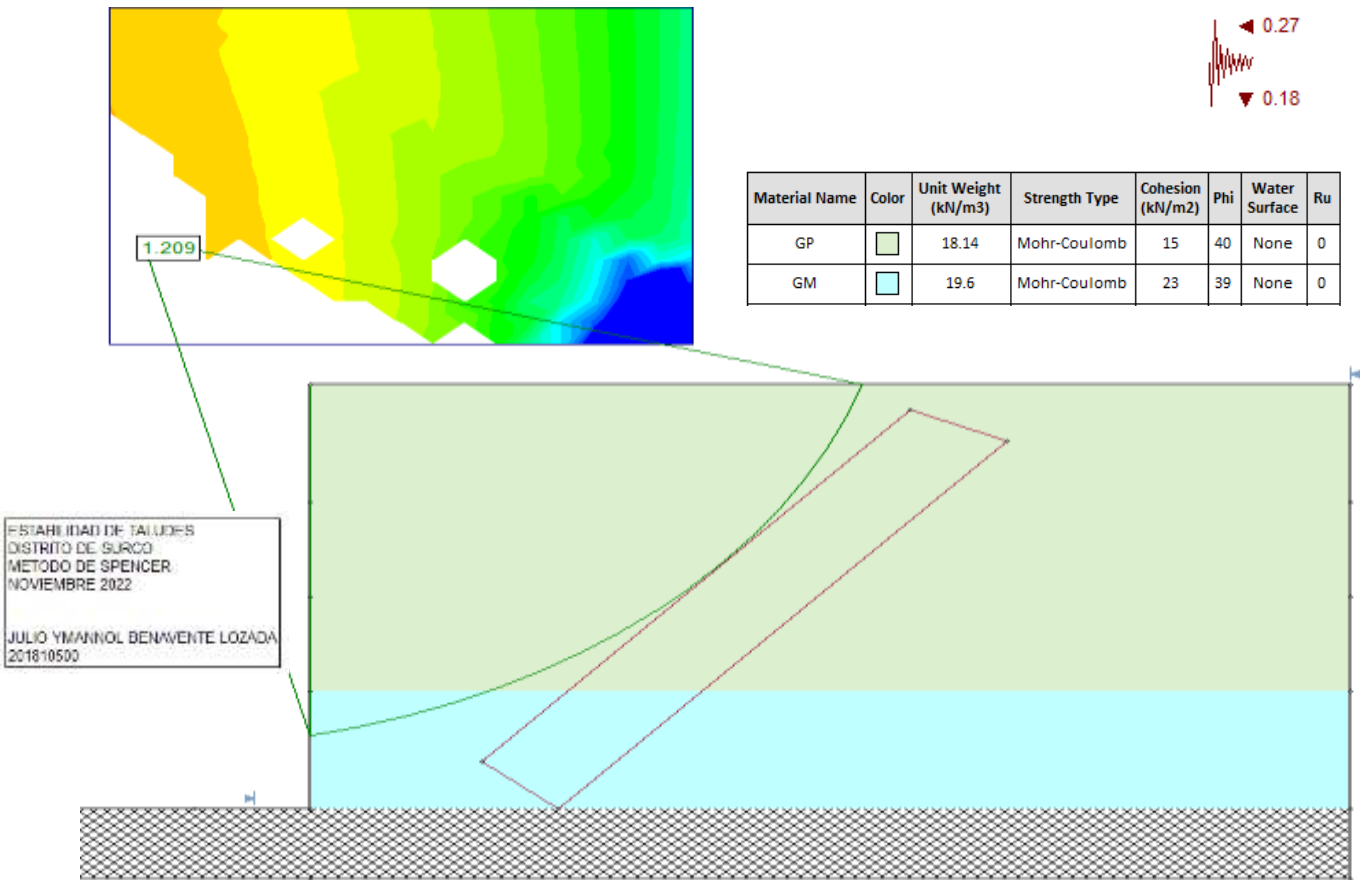 0.27
0.18
Material Name Color Unit Weight (kN/m3) Strength Type Cohesion (kN/m2) Phi Water Surface Ru
GP 18.14 Mohr-Coulomb 15 40 None 0
GM 19.6 Mohr-Coulomb 23 39 None 0
1.209
ESTABILIDAD DE TALUDES
DISTRITO DE SURCO
METODO DE SPENCER
NOVIEMBRE 2022
JULIO YMANNOL BENAVENTE LOZADA
201810500